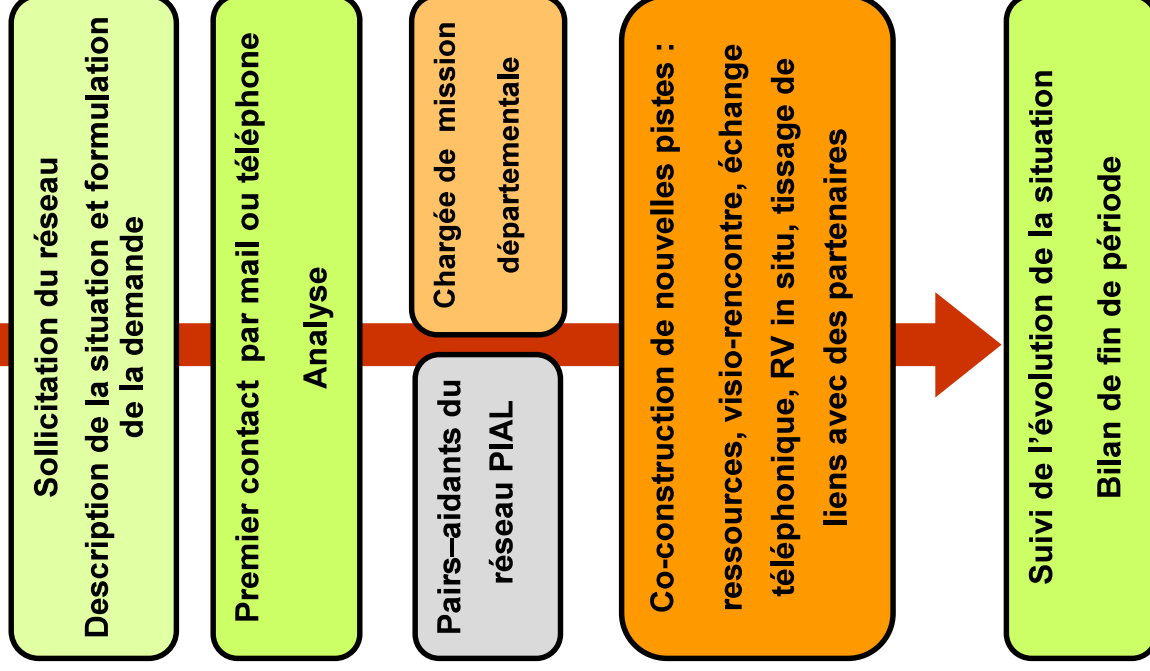 Sollicitation du réseau
Description de la situation et formulation
de la demande
Premier contact par mail ou téléphone
Analyse
Pairs–aidants du
réseau PIAL
Chargée de mission
départementale
Co-construction de nouvelles pistes :
ressources, visio-rencontre, échange
téléphonique, RV in situ, tissage de
liens avec des partenaires
Suivi de l'évolution de la situation
Bilan de fin de période